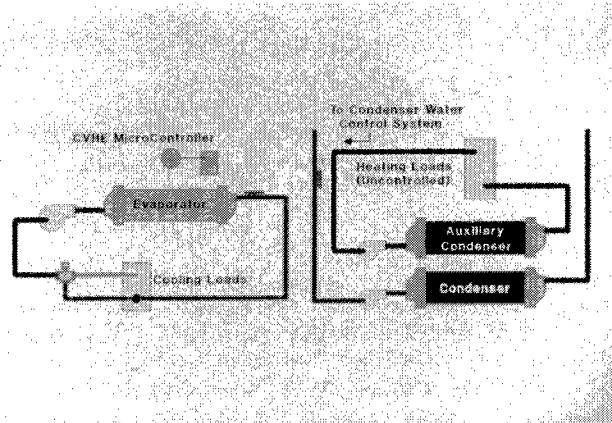 To Condenser Water
Control System
CVHE MicroController
Heating Loads
(Uncontrolled)
Evaporator
Auxiliary
Condenser
Cooling Loads
Condenser